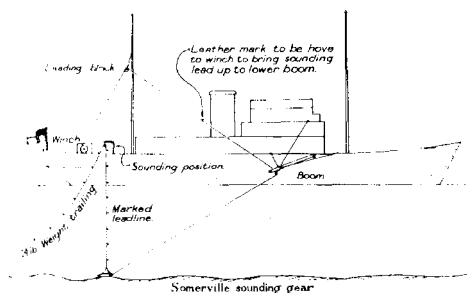 Leather mark to be hove
to winch to bring sounding
lead up to lower boom.
Leading block
Winch
Sounding position
Boom
Marked
leadline.
lb Weight, trailing
Somerville sounding gear